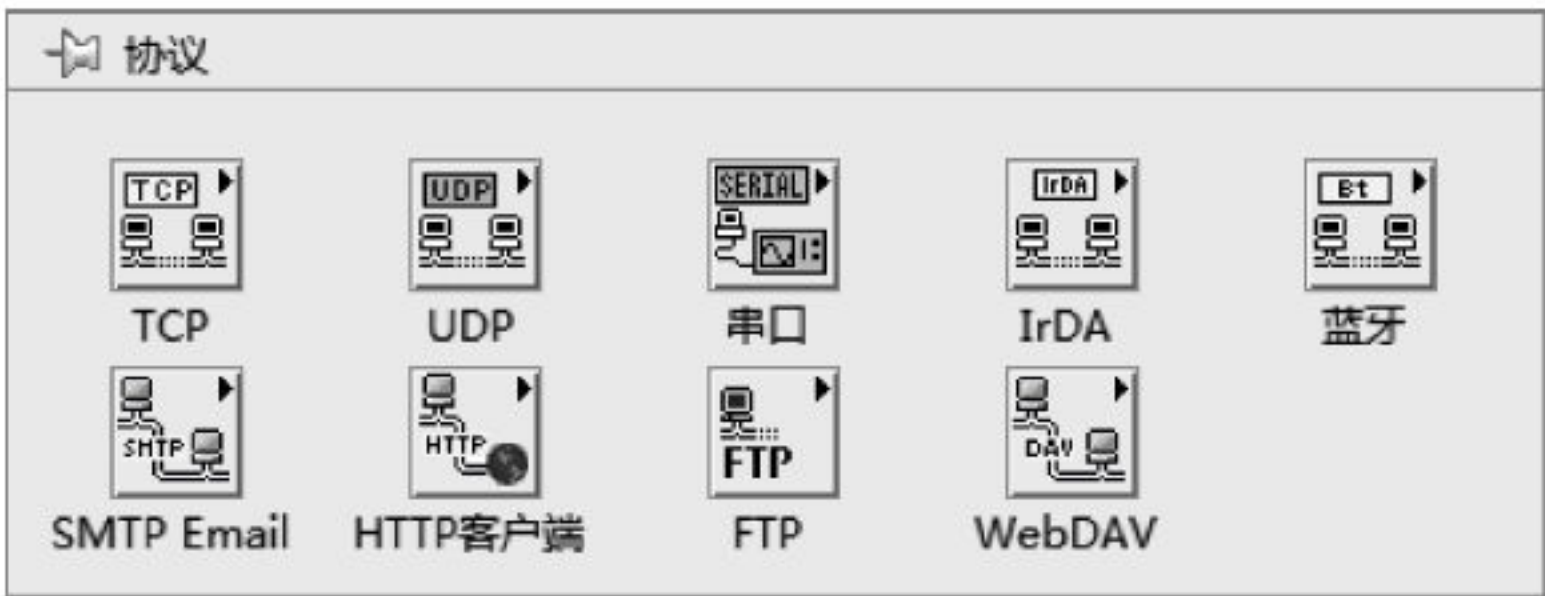 协议
TCP UDP SERIAL IrDA Bt
TCP UDP 串口 IrDA 蓝牙
SMTP HTTP FTP DAV
SMTP Email HTTP客户端 FTP WebDAV